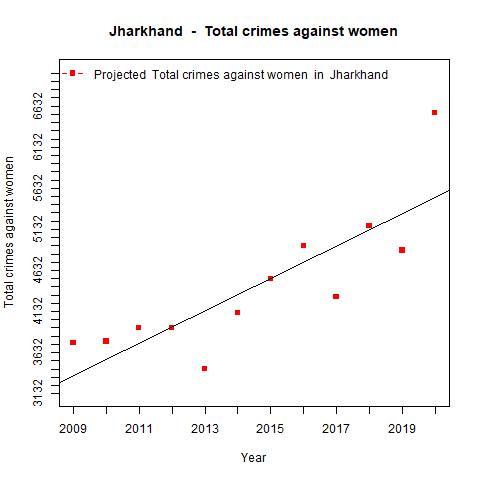 Jharkhand - Total crimes against women
Projected Total crimes against women in Jharkhand
Total crimes against women
6632
6132
5632
5132
4632
4132
3632
3132
2009 2011 2013 2015 2017 2019
Year